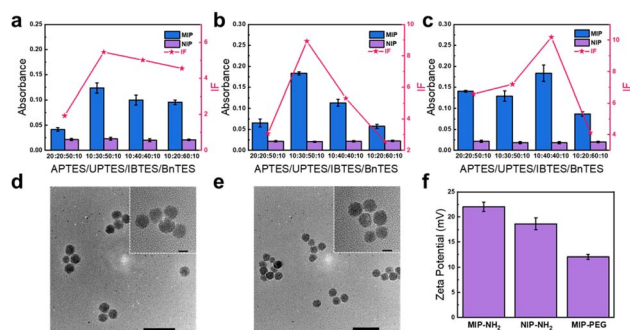 a
Absorbance
0.30
0.25
0.20
0.15
0.10
0.05
0.00
MIP
NIP
IF
6
4
2
0
IF
20:20:50:10 10:30:50:10 10:40:40:10 10:20:60:10
APTES/UPTES/IBTES/BnTES
b
Absorbance
0.30
0.25
0.20
0.15
0.10
0.05
0.00
MIP
NIP
IF
10
8
6
4
IF
20:20:50:10 10:30:50:10 10:40:40:10 10:20:60:10
APTES/UPTES/IBTES/BnTES
c
Absorbance
0.30
0.25
0.20
0.15
0.10
0.05
0.00
MIP
NIP
IF
10
8
6
4
IF
20:20:50:10 10:30:50:10 10:40:40:10 10:20:60:10
APTES/UPTES/IBTES/BnTES
d
e
f
Zeta Potential (mV)
25
20
15
10
5
0
MIP-NH₂ NIP-NH₂ MIP-PEG